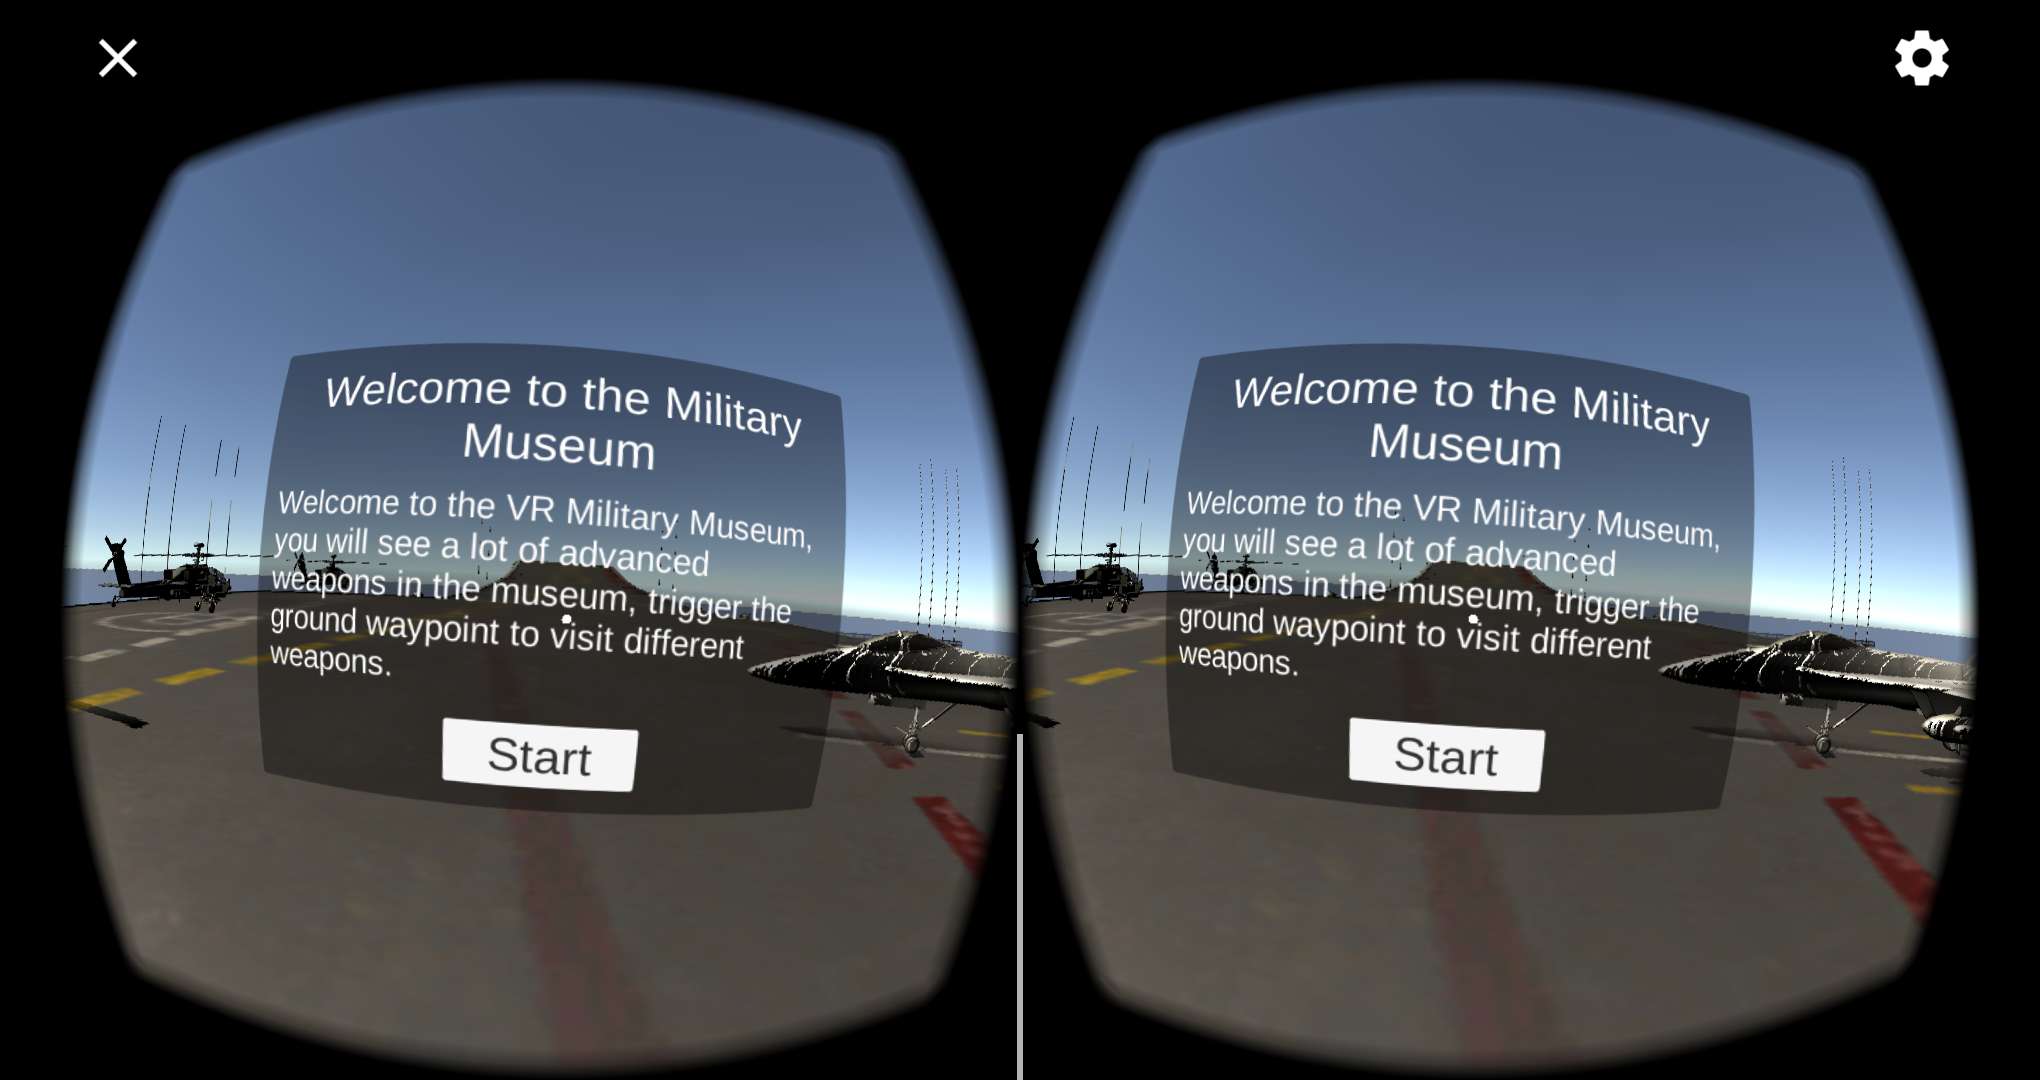 Welcome to the Military
Museum
Welcome to the VR Military Museum,
you will see a lot of advanced
weapons in the museum, trigger the
ground waypoint to visit different
weapons.
Start
Welcome to the Military
Museum
Welcome to the VR Military Museum,
you will see a lot of advanced
weapons in the museum, trigger the
ground waypoint to visit different
weapons.
Start